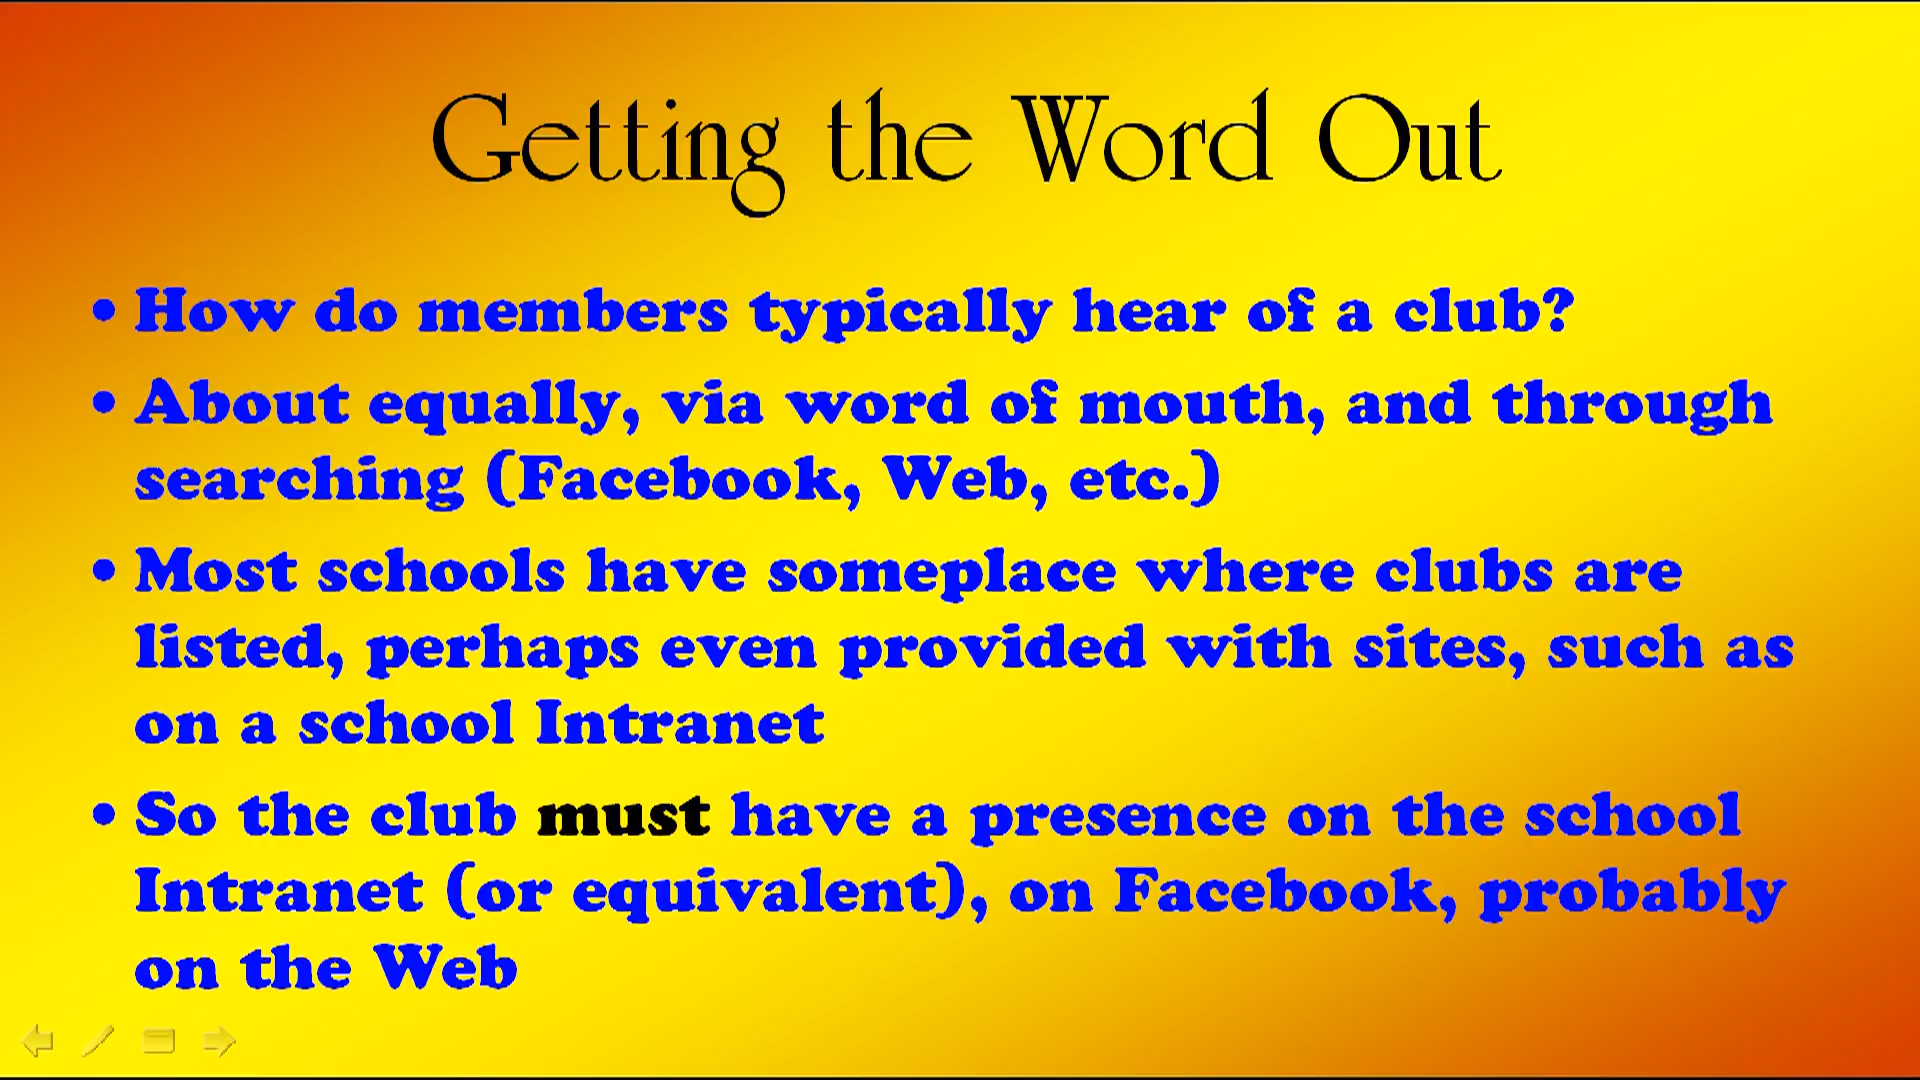 Getting the Word Out
• How do members typically hear of a club?
• About equally, via word of mouth, and through
searching (Facebook, Web, etc.)
• Most schools have someplace where clubs are
listed, perhaps even provided with sites, such as
on a school Intranet
• So the club must have a presence on the school
Intranet (or equivalent), on Facebook, probably
on the Web